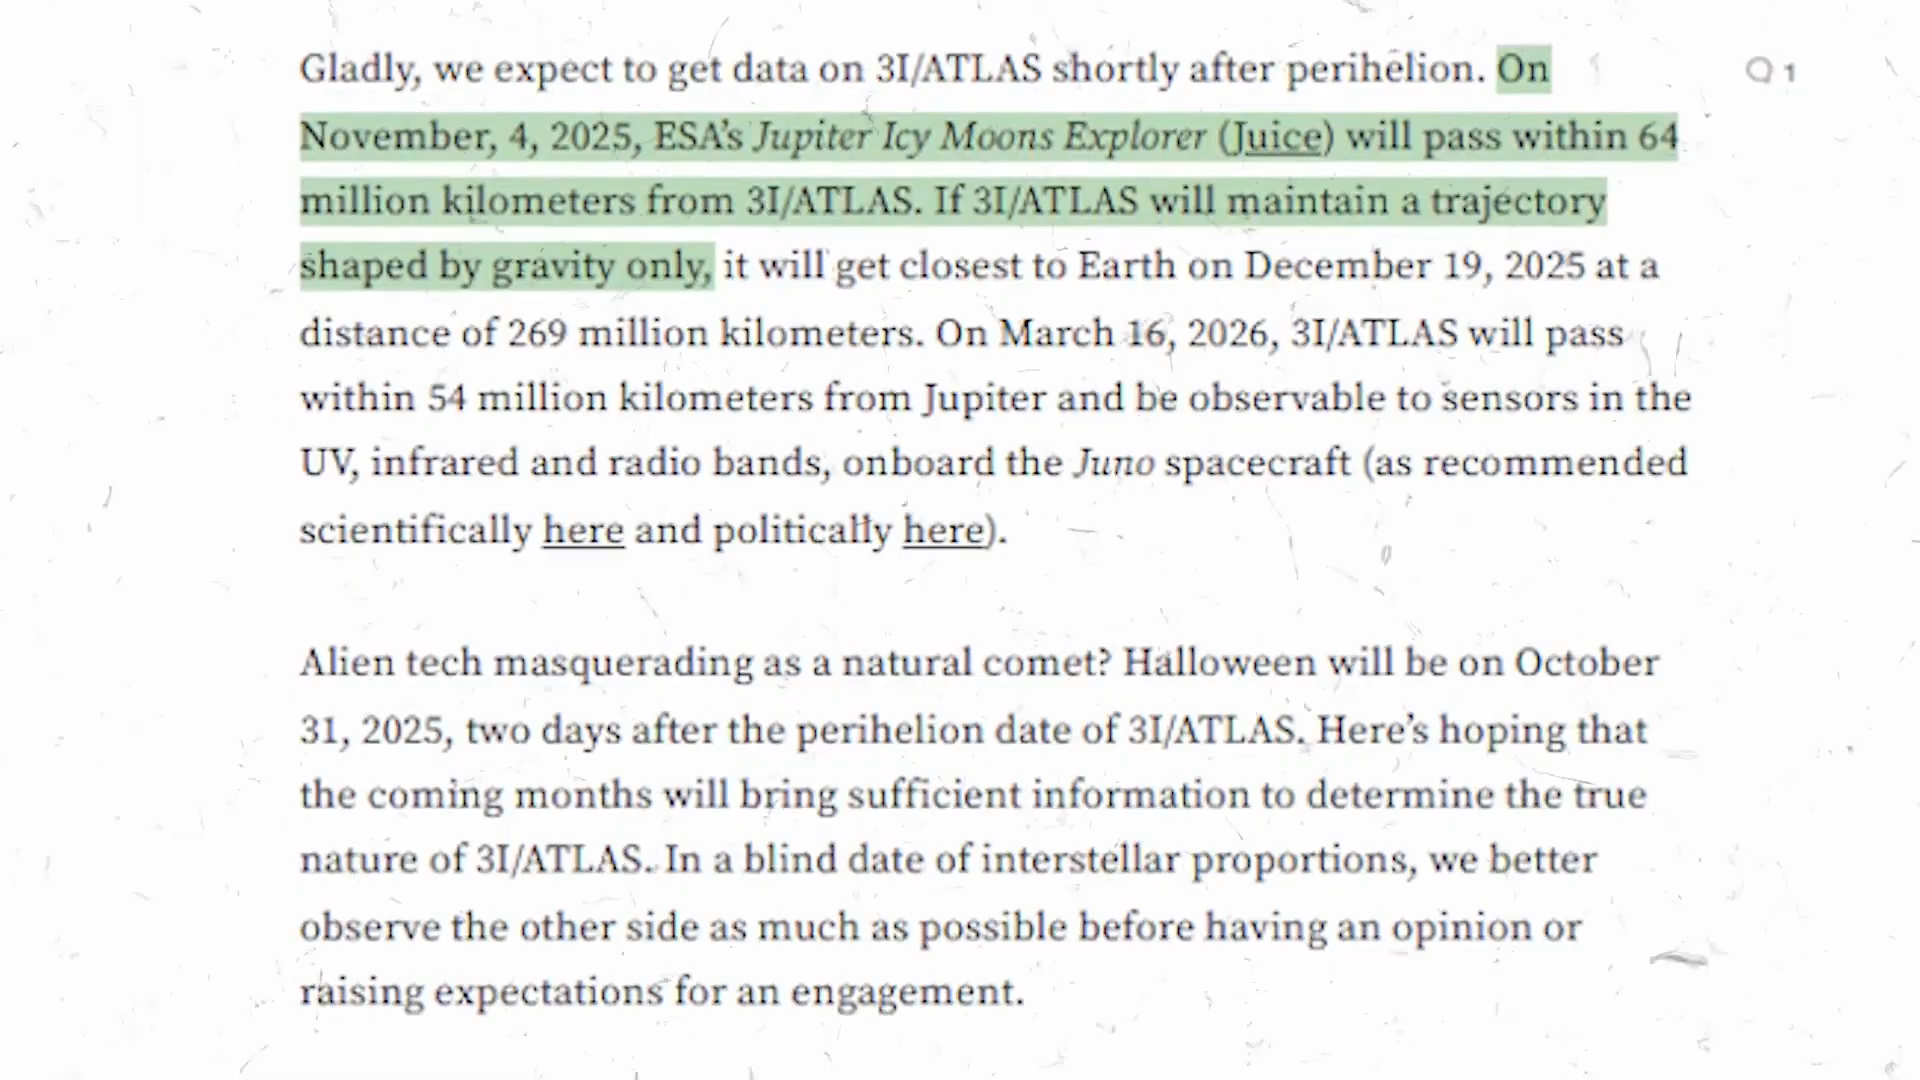 Gladly, we expect to get data on 3I/ATLAS shortly after perihelion. On
1
November, 4, 2025, ESA’s Jupiter Icy Moons Explorer (Juice) will pass within 64
million kilometers from 3I/ATLAS. If 3I/ATLAS will maintain a trajectory
shaped by gravity only, it will get closest to Earth on December 19, 2025 at a
distance of 269 million kilometers. On March 16, 2026, 3I/ATLAS will pass
within 54 million kilometers from Jupiter and be observable to sensors in the
UV, infrared and radio bands, onboard the Juno spacecraft (as recommended
scientifically here and politically here).
Alien tech masquerading as a natural comet? Halloween will be on October
31, 2025, two days after the perihelion date of 3I/ATLAS. Here’s hoping that
the coming months will bring sufficient information to determine the true
nature of 3I/ATLAS. In a blind date of interstellar proportions, we better
observe the other side as much as possible before having an opinion or
raising expectations for an engagement.